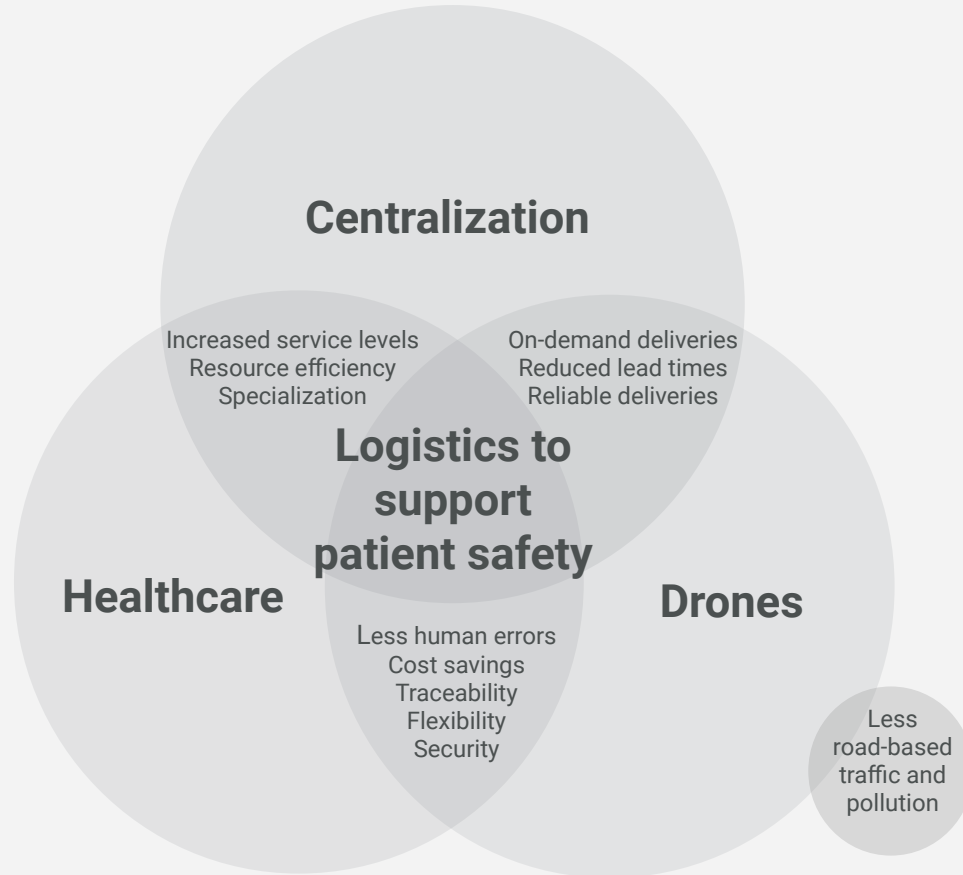 Centralization
Increased service levels
Resource efficiency
Specialization
On-demand deliveries
Reduced lead times
Reliable deliveries
Logistics to
support
patient safety
Healthcare
Drones
Less human errors
Cost savings
Traceability
Flexibility
Security
Less
road-based
traffic and
pollution